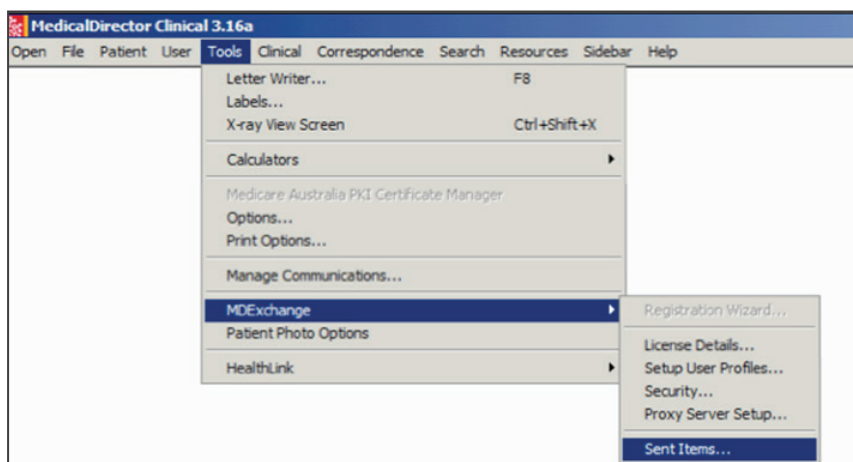 MedicalDirector Clinical 3.16a
Open File Patient User Tools Clinical Correspondence Search Resources Sidebar Help
Letter Writer... F8
Labels...
X-ray View Screen Ctrl+Shift+X
Calculators
Medicare Australia PKI Certificate Manager
Options...
Print Options...
Manage Communications...
MDExchange
Patient Photo Options
HealthLink
Registration Wizard...
License Details...
Setup User Profiles...
Security...
Proxy Server Setup...
Sent Items...